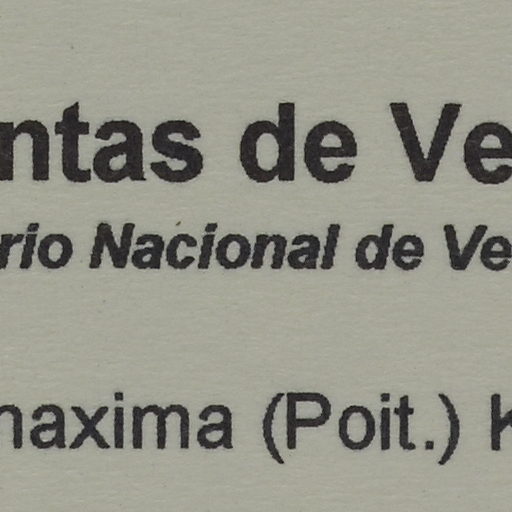 ntas de Ve
rio Nacional de Ve
naxima (Poit.) K